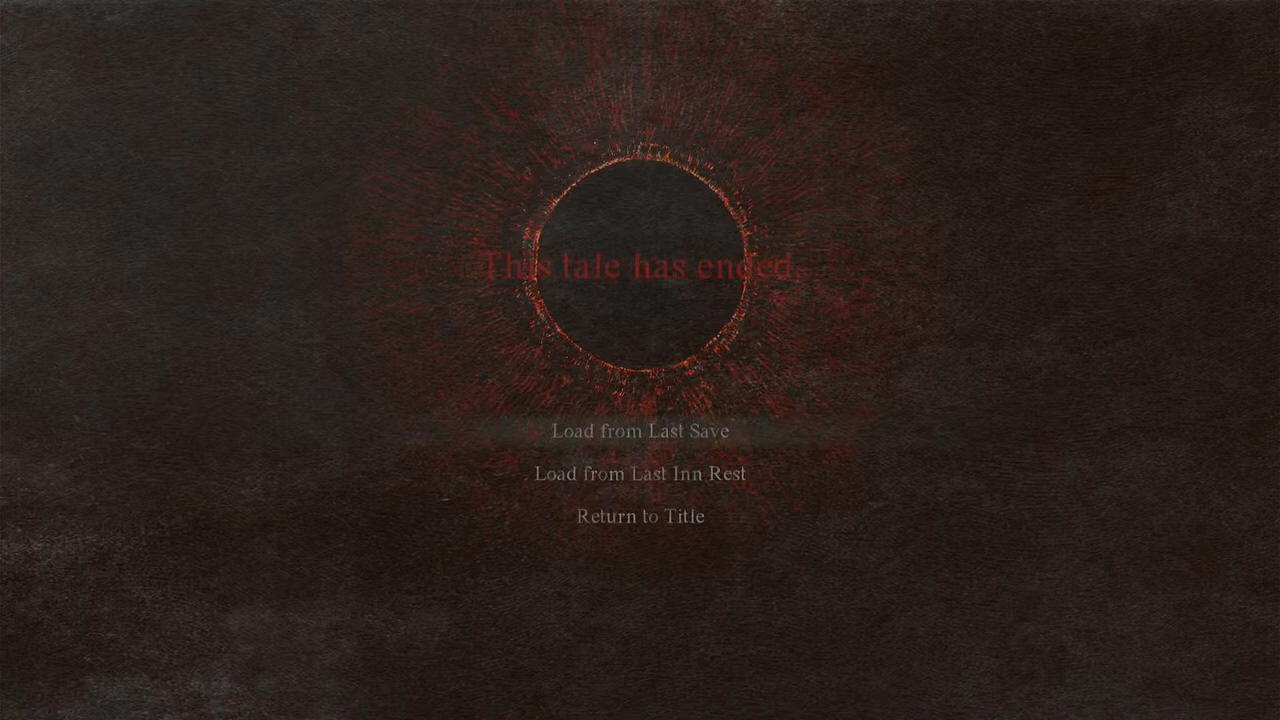 This tale has ended.
Load from Last Save
Load from Last Inn Rest
Return to Title